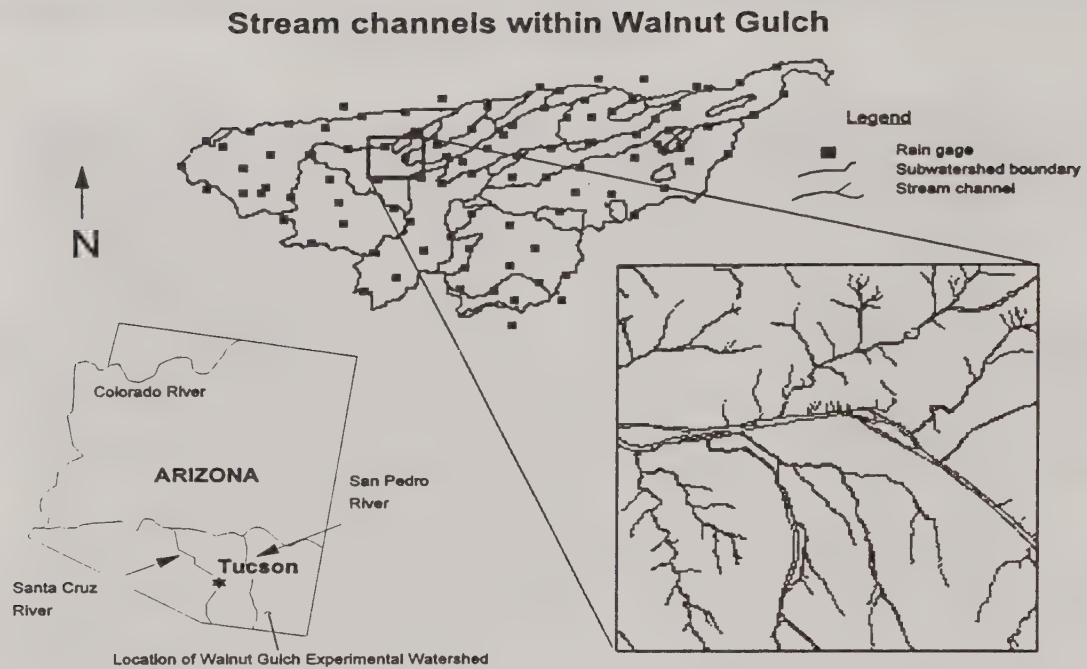 Stream channels within Walnut Gulch
Legend
Rain gage
Subwatershed boundary
Stream channel
N
Colorado River
ARIZONA
San Pedro
River
Tucson
Santa Cruz
River
Location of Walnut Gulch Experimental Watershed